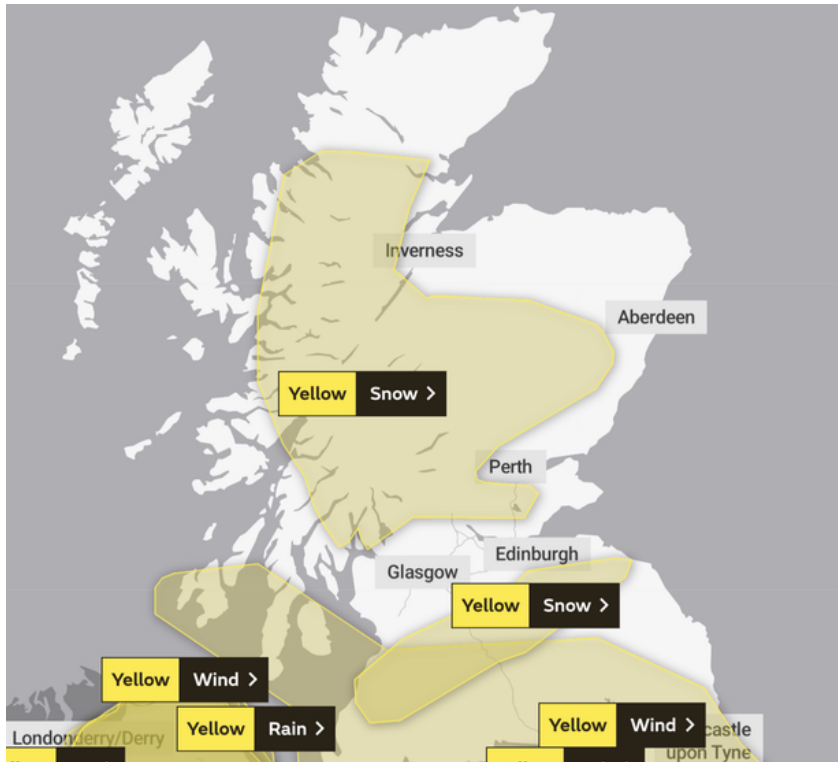 Inverness
Aberdeen
Yellow Snow >
Perth
Edinburgh
Glasgow
Yellow Snow >
Yellow Wind >
Yellow Rain >
Yellow Wind >
Londonderry/Derry
castle
upon Tyne